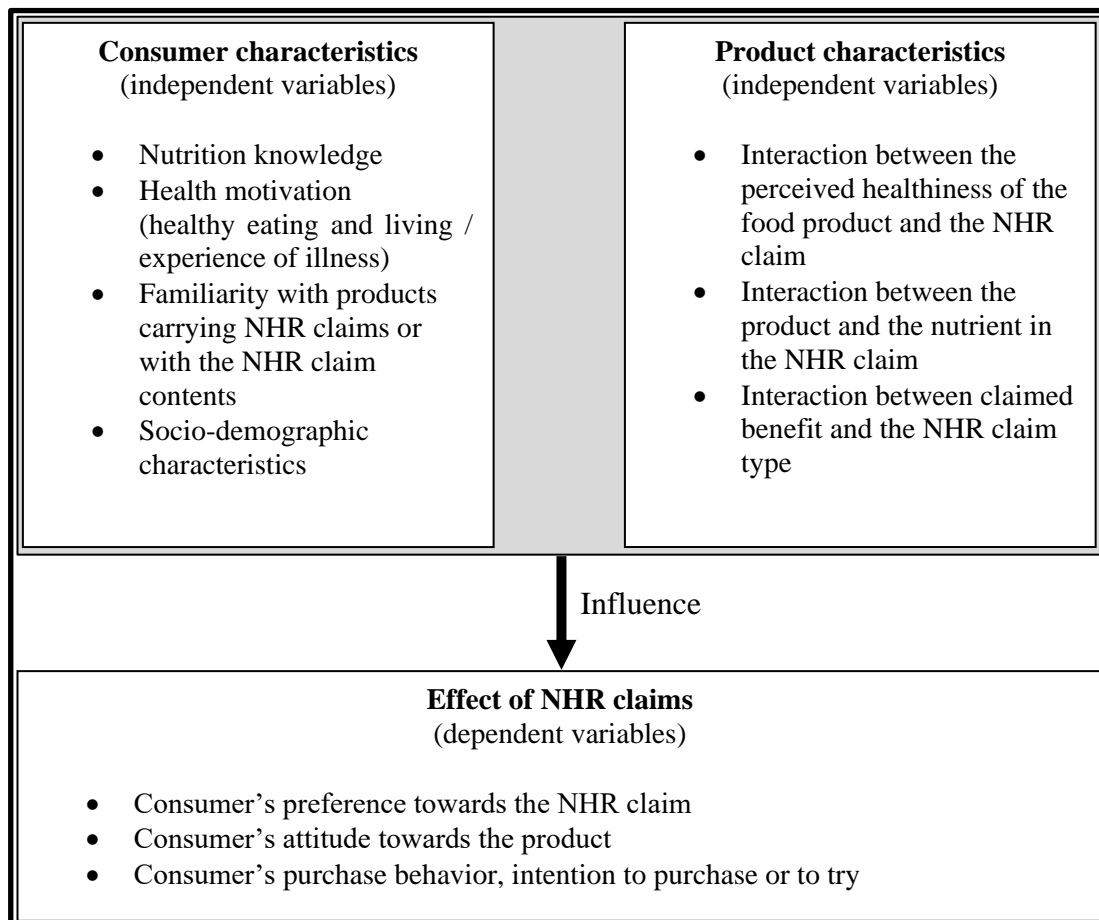 Consumer characteristics
(independent variables)
• Nutrition knowledge
• Health motivation
(healthy eating and living /
experience of illness)
• Familiarity with products
carrying NHR claims or
with the NHR claim
contents
• Socio-demographic
characteristics
Product characteristics
(independent variables)
• Interaction between the
perceived healthiness of the
food product and the NHR
claim
• Interaction between the
product and the nutrient in
the NHR claim
• Interaction between claimed
benefit and the NHR claim
type
Influence
Effect of NHR claims
(dependent variables)
• Consumer’s preference towards the NHR claim
• Consumer’s attitude towards the product
• Consumer’s purchase behavior, intention to purchase or to try